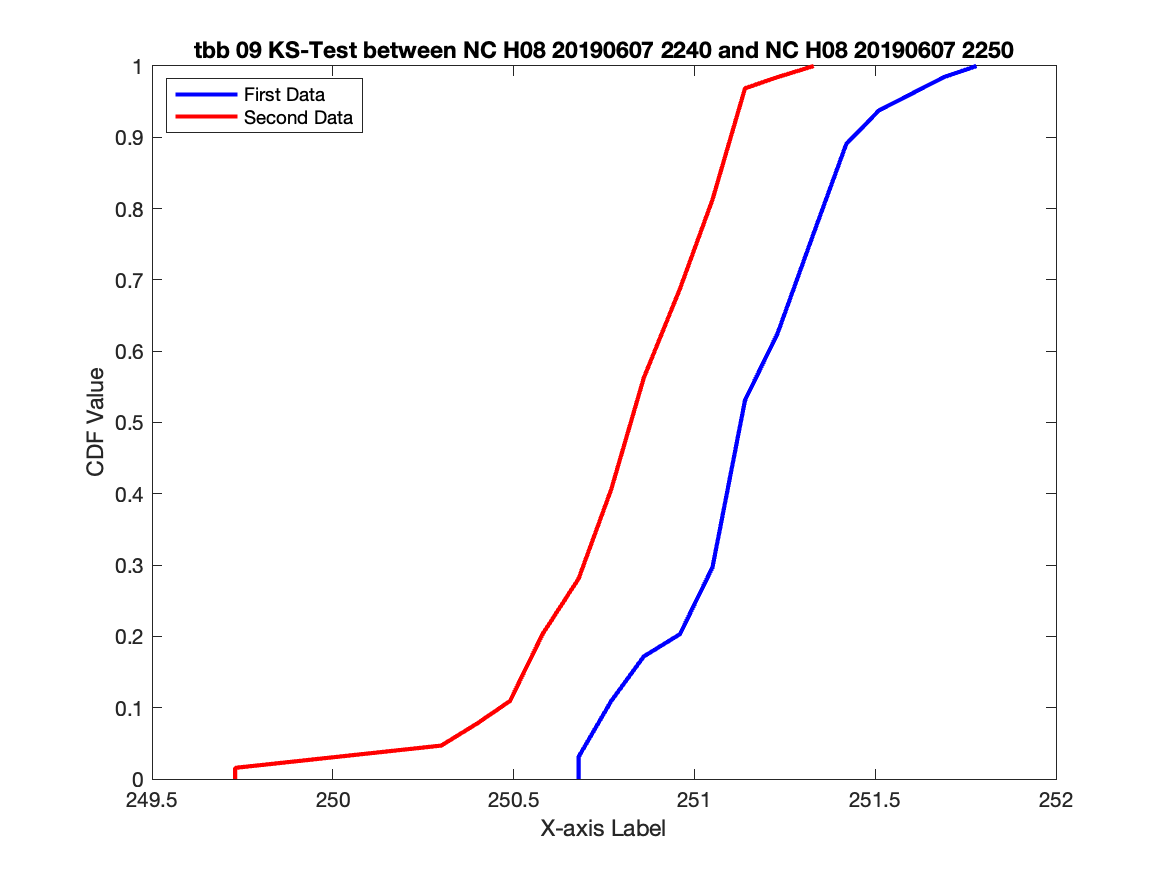 tbb 09 KS-Test between NC H08 20190607 2240 and NC H08 20190607 2250
First Data
Second Data
1
0.9
0.8
0.7
0.6
0.5
0.4
0.3
0.2
0.1
0
CDF Value
249.5 250 250.5 251 251.5 252
X-axis Label